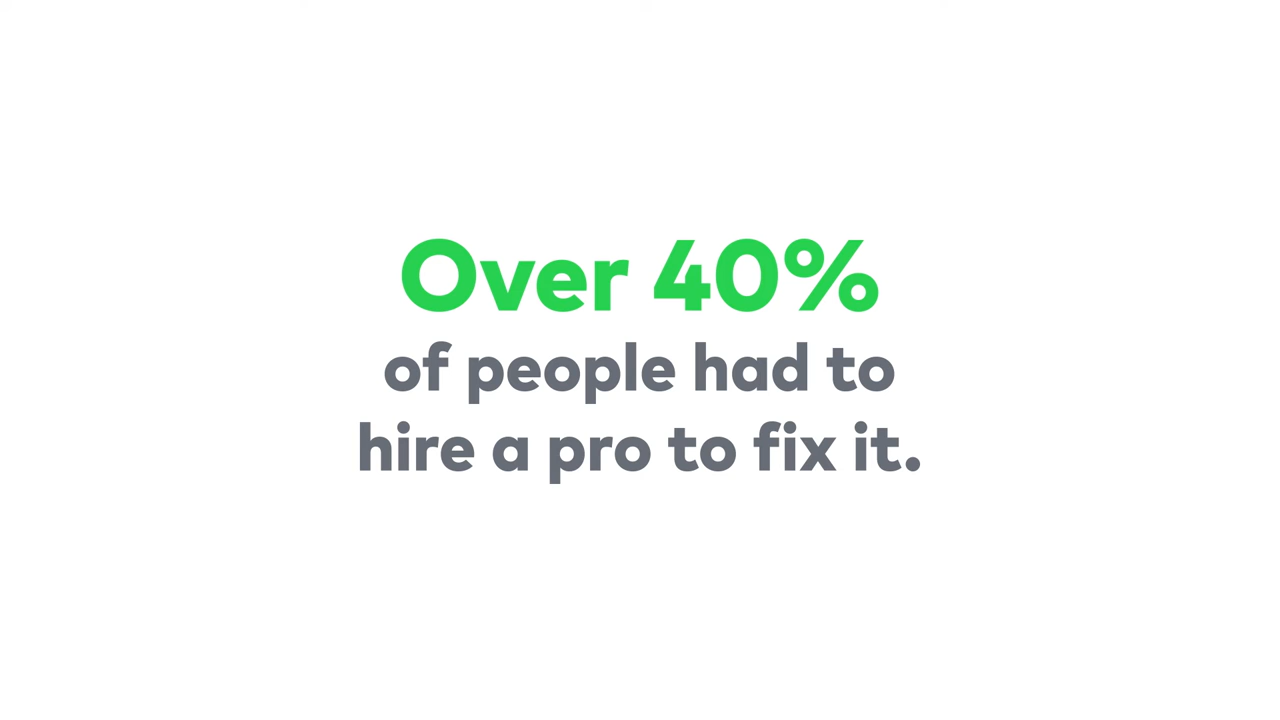 Over 40%
of people had to
hire a pro to fix it.